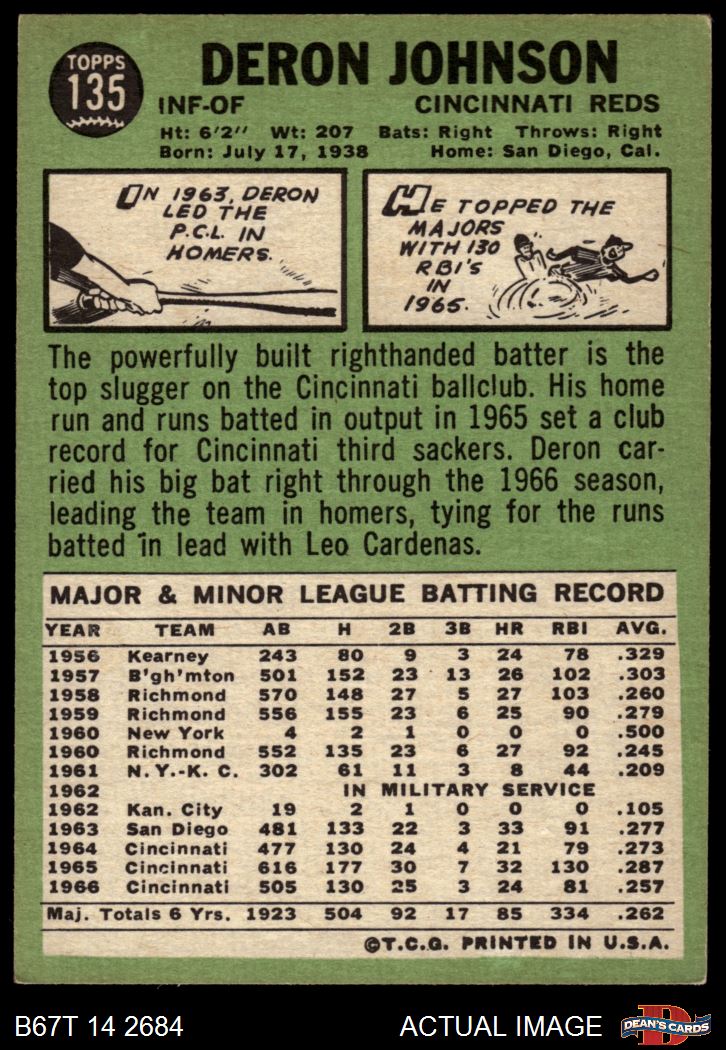 TOPPS
135
DERON JOHNSON
INF-OF CINCINNATI REDS
Ht: 6'2" Wt: 207 Bats: Right Throws: Right
Born: July 17, 1938 Home: San Diego, Cal.
IN 1963, DERON
LED THE
P.C.L. IN
HOMERS.
HE TOPPED THE
MAJORS
WITH 130
RBI'S
IN
1965.
The powerfully built righthanded batter is the
top slugger on the Cincinnati ballclub. His home
run and runs batted in output in 1965 set a club
record for Cincinnati third sackers. Deron car-
ried his big bat right through the 1966 season,
leading the team in homers, tying for the runs
batted in lead with Leo Cardenas.
MAJOR & MINOR LEAGUE BATTING RECORD
YEAR TEAM AB H 2B 3B HR RBI AVG.
1956 Kearney 243 80 9 3 24 78 .329
1957 B'gh'mton 501 152 23 13 26 102 .303
1958 Richmond 570 148 27 5 27 103 .260
1959 Richmond 556 155 23 6 25 90 .279
1960 New York 4 2 1 0 0 0 .500
1960 Richmond 552 135 23 6 27 92 .245
1961 N.Y.-K. C. 302 61 11 3 8 44 .209
1962 IN MILITARY SERVICE
1962 Kan. City 19 2 1 0 0 0 .105
1963 San Diego 481 133 22 3 33 91 .277
1964 Cincinnati 477 130 24 4 21 79 .273
1965 Cincinnati 616 177 30 7 32 130 .287
1966 Cincinnati 505 130 25 3 24 81 .257
Maj. Totals 6 Yrs. 1923 504 92 17 85 334 .262
©T.C.G. PRINTED IN U.S.A.
B67T 14 2684 ACTUAL IMAGE
D
DEAN'S CARDS